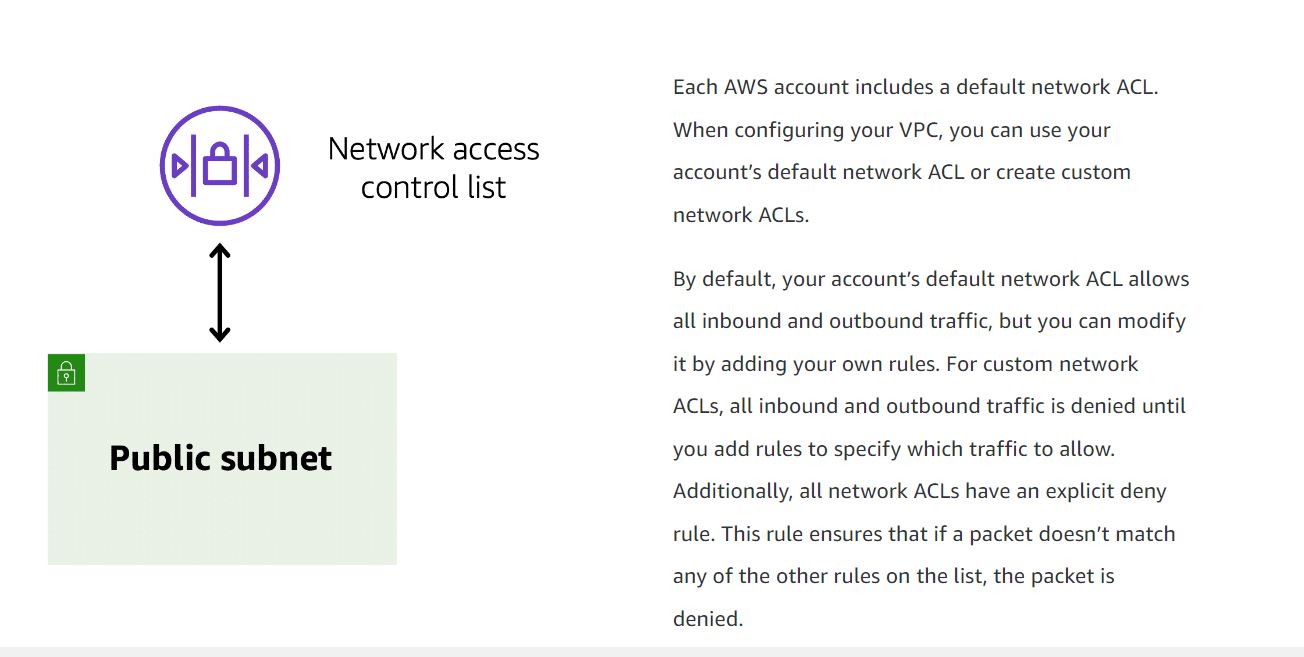 Network access
control list
Public subnet
Each AWS account includes a default network ACL.
When configuring your VPC, you can use your
account’s default network ACL or create custom
network ACLs.
By default, your account’s default network ACL allows
all inbound and outbound traffic, but you can modify
it by adding your own rules. For custom network
ACLs, all inbound and outbound traffic is denied until
you add rules to specify which traffic to allow.
Additionally, all network ACLs have an explicit deny
rule. This rule ensures that if a packet doesn’t match
any of the other rules on the list, the packet is
denied.